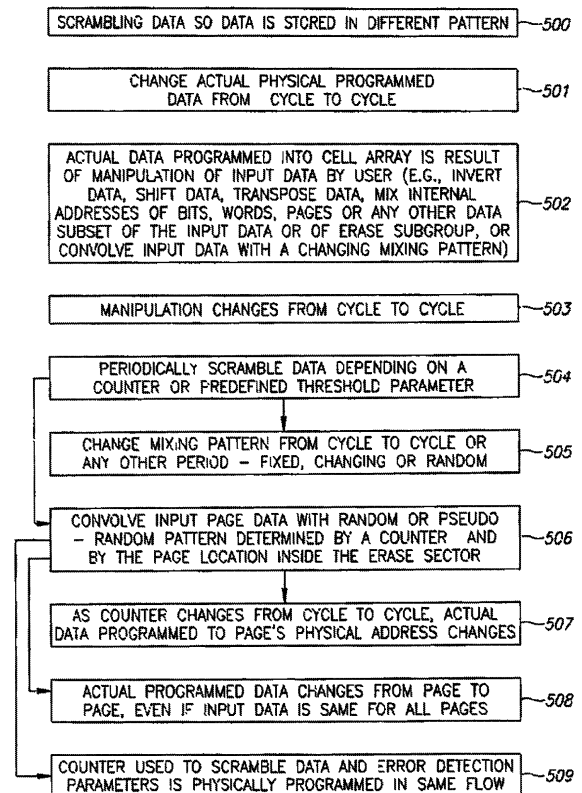 SCRAMBLING DATA SO DATA IS STORED IN DIFFERENT PATTERN 500
CHANGE ACTUAL PHYSICAL PROGRAMMED
DATA FROM CYCLE TO CYCLE
501
ACTUAL DATA PROGRAMMED INTO CELL ARRAY IS RESULT
OF MANIPULATION OF INPUT DATA BY USER (E.G., INVERT
DATA, SHIFT DATA, TRANSPOSE DATA, MIX INTERNAL
ADDRESSES OF BITS, WORDS, PAGES OR ANY OTHER DATA
SUBSET OF THE INPUT DATA OR OF ERASE SUBGROUP, OR
CONVOLVE INPUT DATA WITH A CHANGING MIXING PATTERN)
502
MANIPULATION CHANGES FROM CYCLE TO CYCLE 503
PERIODICALLY SCRAMBLE DATA DEPENDING ON A
COUNTER OR PREDEFINED THRESHOLD PARAMETER
504
CHANGE MIXING PATTERN FROM CYCLE TO CYCLE OR
ANY OTHER PERIOD – FIXED, CHANGING OR RANDOM
505
CONVOLVE INPUT PAGE DATA WITH RANDOM OR PSEUDO
– RANDOM PATTERN DETERMINED BY A COUNTER AND
BY THE PAGE LOCATION INSIDE THE ERASE SECTOR
506
AS COUNTER CHANGES FROM CYCLE TO CYCLE, ACTUAL
DATA PROGRAMMED TO PAGE'S PHYSICAL ADDRESS CHANGES
507
ACTUAL PROGRAMMED DATA CHANGES FROM PAGE TO
PAGE, EVEN IF INPUT DATA IS SAME FOR ALL PAGES
508
COUNTER USED TO SCRAMBLE DATA AND ERROR DETECTION
PARAMETERS IS PHYSICALLY PROGRAMMED IN SAME FLOW
509